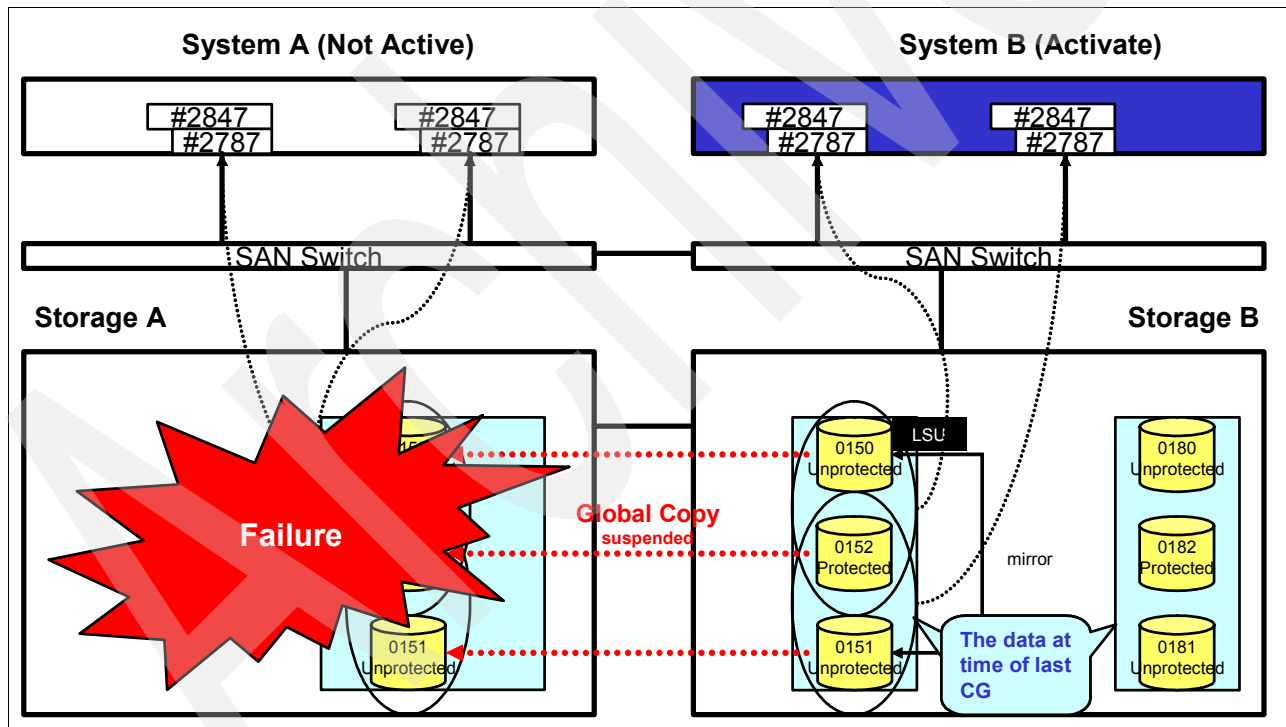 System A (Not Active)
System B (Activate)
#2847
#2787
#2847
#2787
#2847
#2787
#2847
#2787
SAN Switch
SAN Switch
Storage A
Storage B
Failure
0151
Unprotected
Global Copy
suspended
0150
Unprotected
LSU
0152
Protected
0151
Unprotected
mirror
The data at
time of last
CG
0180
Unprotected
0182
Protected
0181
Unprotected